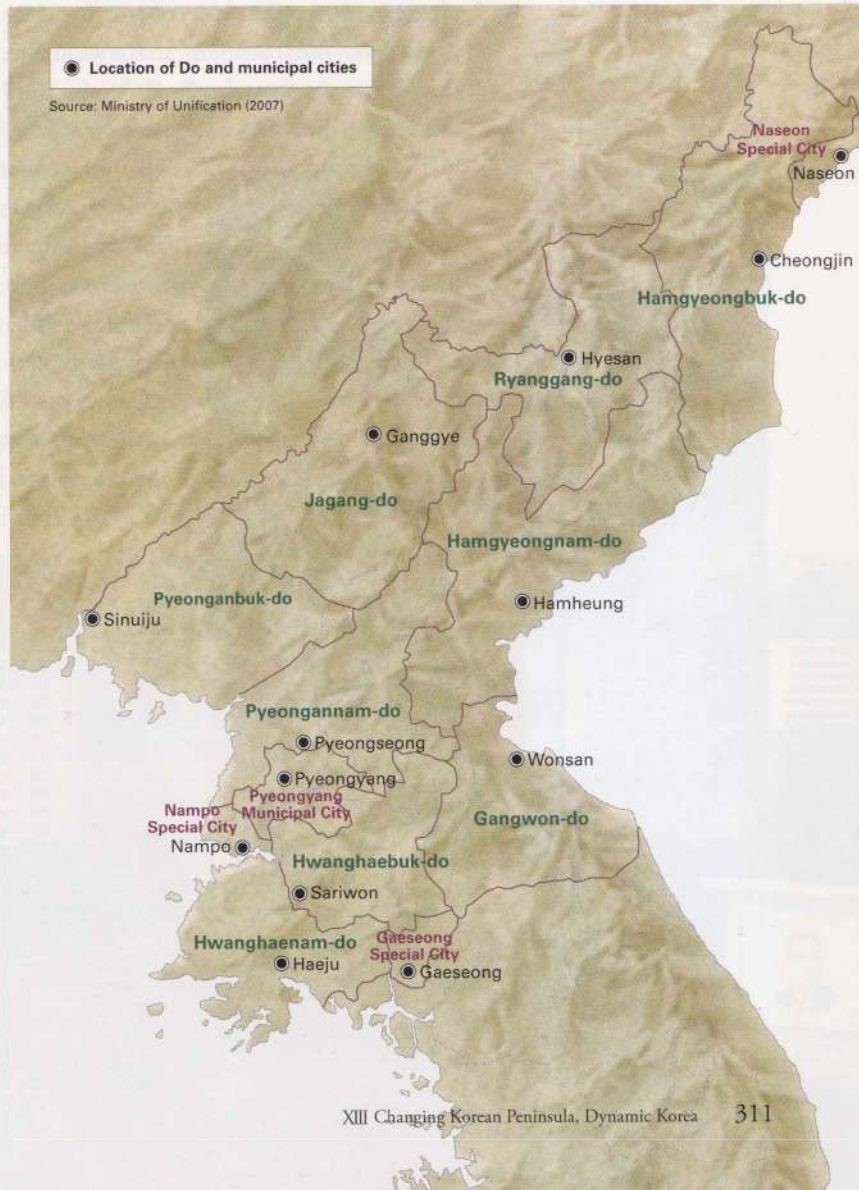 Location of Do and municipal cities
Source: Ministry of Unification (2007)
Naseon
Special City
Naseon
Cheongjin
Hamgyeongbuk-do
Hyesan
Ryanggang-do
Ganggye
Jagang-do
Hamgyeongnam-do
Pyeonganbuk-do
Hamheung
Sinuiju
Pyeongannam-do
Pyeongseong
Wonsan
Pyeongyang
Pyeongyang
Municipal City
Nampo
Special City
Nampo
Gangwon-do
Hwanghaebuk-do
Sariwon
Hwanghaenam-do
Haeju
Gaeseong
Special City
Gaeseong
XIII Changing Korean Peninsula, Dynamic Korea 311